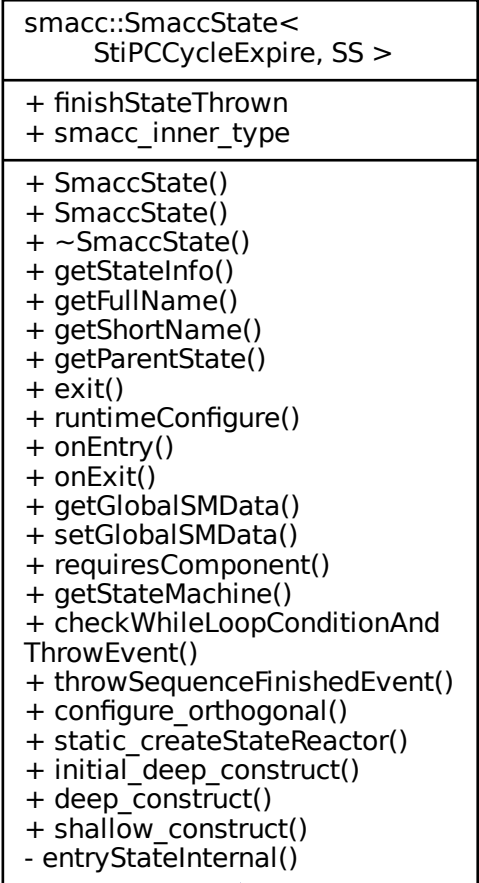 smacc::SmaccState<
StiPCCycleExpire, SS >
+ finishStateThrown
+ smacc_inner_type
+ SmaccState()
+ SmaccState()
+ ~SmaccState()
+ getStateInfo()
+ getFullName()
+ getShortName()
+ getParentState()
+ exit()
+ runtimeConfigure()
+ onEntry()
+ onExit()
+ getGlobalSMData()
+ setGlobalSMData()
+ requiresComponent()
+ getStateMachine()
+ checkWhileLoopConditionAnd
ThrowEvent()
+ throwSequenceFinishedEvent()
+ configure_orthogonal()
+ static_createStateReactor()
+ initial_deep_construct()
+ deep_construct()
+ shallow_construct()
- entryStateInternal()